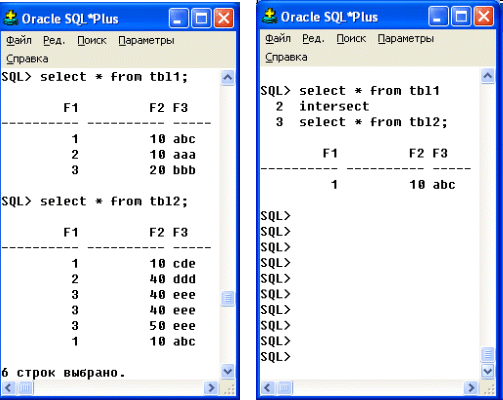 Oracle SQL*Plus
Файл Ред. Поиск Параметры
Справка
SQL> select * from tbl1;
F1 F2 F3
---------- ---------- -----
1 10 abc
2 10 aaa
3 20 bbb
SQL> select * from tbl2;
F1 F2 F3
---------- ---------- -----
1 10 cde
2 40 ddd
3 40 eee
3 40 eee
3 50 eee
1 10 abc
6 строк выбрано.
Oracle SQL*Plus
Файл Ред. Поиск Параметры
Справка
SQL> select * from tbl1
2 intersect
3 select * from tbl2;
F1 F2 F3
---------- ---------- -----
1 10 abc
SQL>
SQL>
SQL>
SQL>
SQL>
SQL>
SQL>
SQL>
SQL>
SQL>